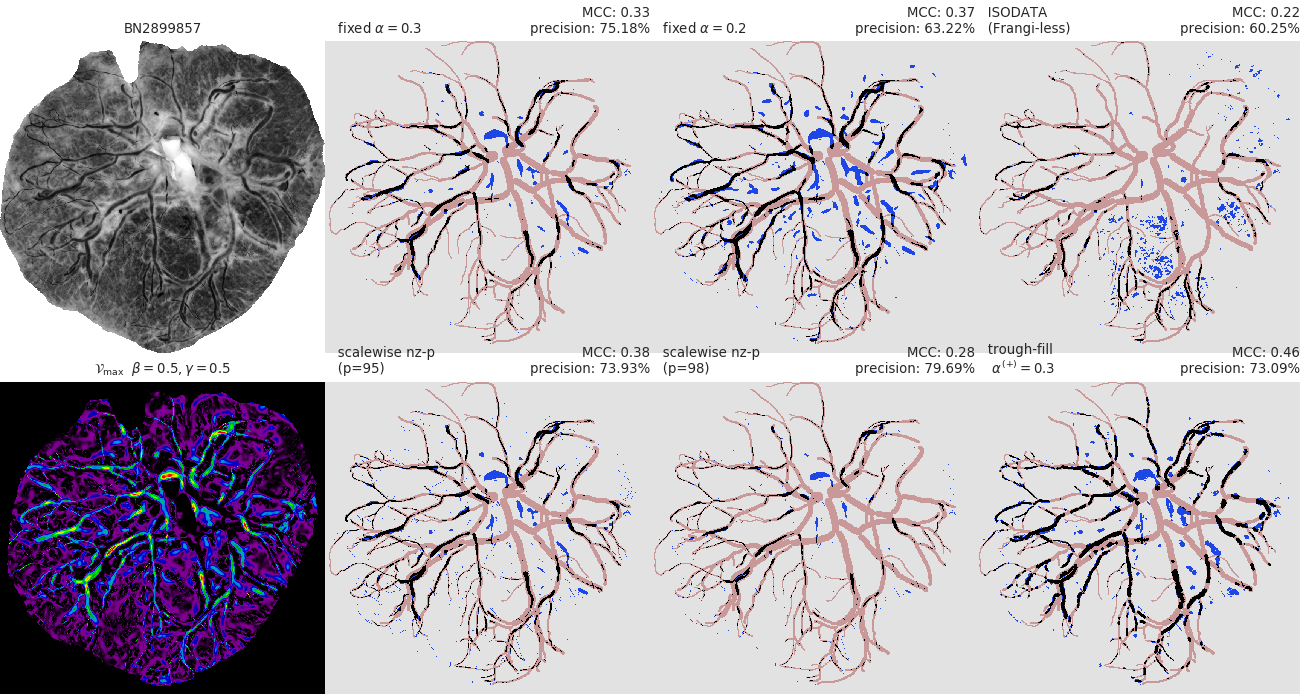 BN2899857
fixed α = 0.3
MCC: 0.33
precision: 75.18%
fixed α = 0.2
MCC: 0.37
precision: 63.22%
ISODATA
(Frangi-less)
MCC: 0.22
precision: 60.25%
𝒱max β = 0.5, γ = 0.5
scalewise nz-p
(p=95)
MCC: 0.38
precision: 73.93%
scalewise nz-p
(p=98)
MCC: 0.28
precision: 79.69%
trough-fill
α(+) = 0.3
MCC: 0.46
precision: 73.09%